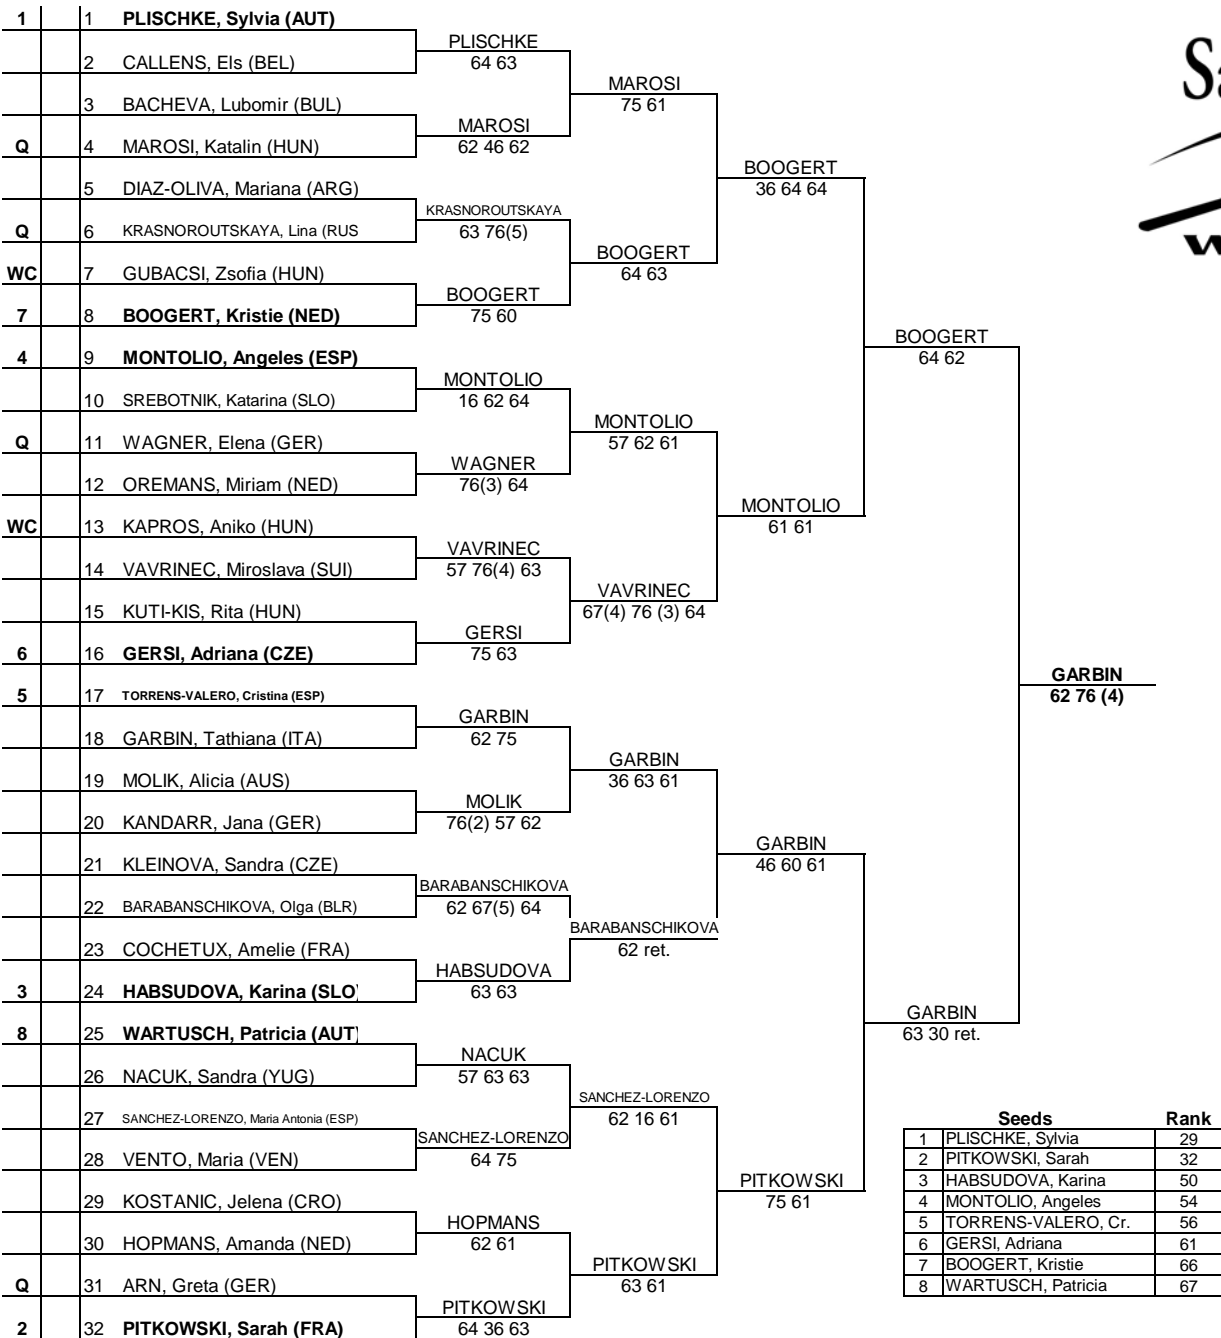 1 1 PLISCHKE, Sylvia (AUT)
PLISCHKE
2 CALLENS, Els (BEL) 64 63
MAROSI
3 BACHEVA, Lubomir (BUL) 75 61
MAROSI
Q 4 MAROSI, Katalin (HUN) 62 46 62
BOOGERT
5 DIAZ-OLIVA, Mariana (ARG) 36 64 64
KRASNOROUTSKAYA
Q 6 KRASNOROUTSKAYA, Lina (RUS 63 76(5)
BOOGERT
WC 7 GUBACSI, Zsofia (HUN) 64 63
BOOGERT
7 8 BOOGERT, Kristie (NED) 75 60
BOOGERT
4 9 MONTOLIO, Angeles (ESP) 64 62
MONTOLIO
10 SREBOTNIK, Katarina (SLO) 16 62 64
MONTOLIO
Q 11 WAGNER, Elena (GER) 57 62 61
WAGNER
12 OREMANS, Miriam (NED) 76(3) 64
MONTOLIO
WC 13 KAPROS, Aniko (HUN) 61 61
VAVRINEC
14 VAVRINEC, Miroslava (SUI) 57 76(4) 63
VAVRINEC
15 KUTI-KIS, Rita (HUN) 67(4) 76 (3) 64
GERSI
6 16 GERSI, Adriana (CZE) 75 63
GARBIN
5 17 TORRENS-VALERO, Cristina (ESP) 62 76 (4)
GARBIN
18 GARBIN, Tathiana (ITA) 62 75
GARBIN
19 MOLIK, Alicia (AUS) 36 63 61
MOLIK
20 KANDARR, Jana (GER) 76(2) 57 62
GARBIN
21 KLEINOVA, Sandra (CZE) 46 60 61
BARABANSCHIKOVA
22 BARABANSCHIKOVA, Olga (BLR) 62 67(5) 64
BARABANSCHIKOVA
23 COCHETUX, Amelie (FRA) 62 ret.
HABSUDOVA
3 24 HABSUDOVA, Karina (SLO) 63 63
GARBIN
8 25 WARTUSCH, Patricia (AUT) 63 30 ret.
NACUK
26 NACUK, Sandra (YUG) 57 63 63
SANCHEZ-LORENZO
27 SANCHEZ-LORENZO, Maria Antonia (ESP) 62 16 61
SANCHEZ-LORENZO
28 VENTO, Maria (VEN) 64 75
PITKOWSKI
29 KOSTANIC, Jelena (CRO) 75 61
HOPMANS
30 HOPMANS, Amanda (NED) 62 61
PITKOWSKI
Q 31 ARN, Greta (GER) 63 61
PITKOWSKI
2 32 PITKOWSKI, Sarah (FRA) 64 36 63
Seeds Rank
1 PLISCHKE, Sylvia 29
2 PITKOWSKI, Sarah 32
3 HABSUDOVA, Karina 50
4 MONTOLIO, Angeles 54
5 TORRENS-VALERO, Cr. 56
6 GERSI, Adriana 61
7 BOOGERT, Kristie 66
8 WARTUSCH, Patricia 67